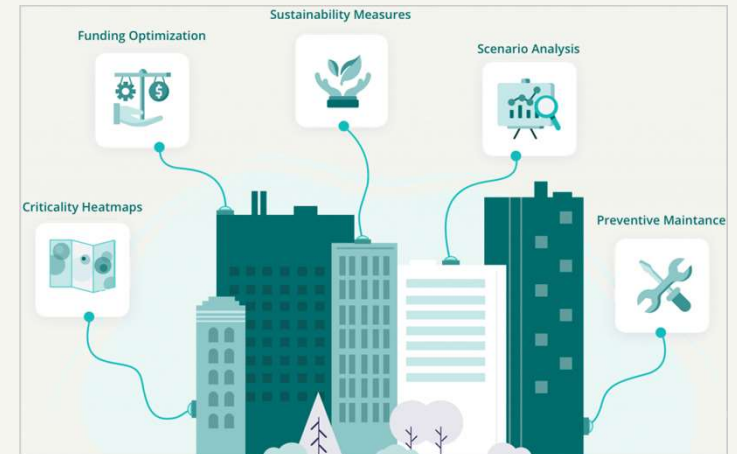 Sustainability Measures
Funding Optimization
Scenario Analysis
Criticality Heatmaps
Preventive Maintance